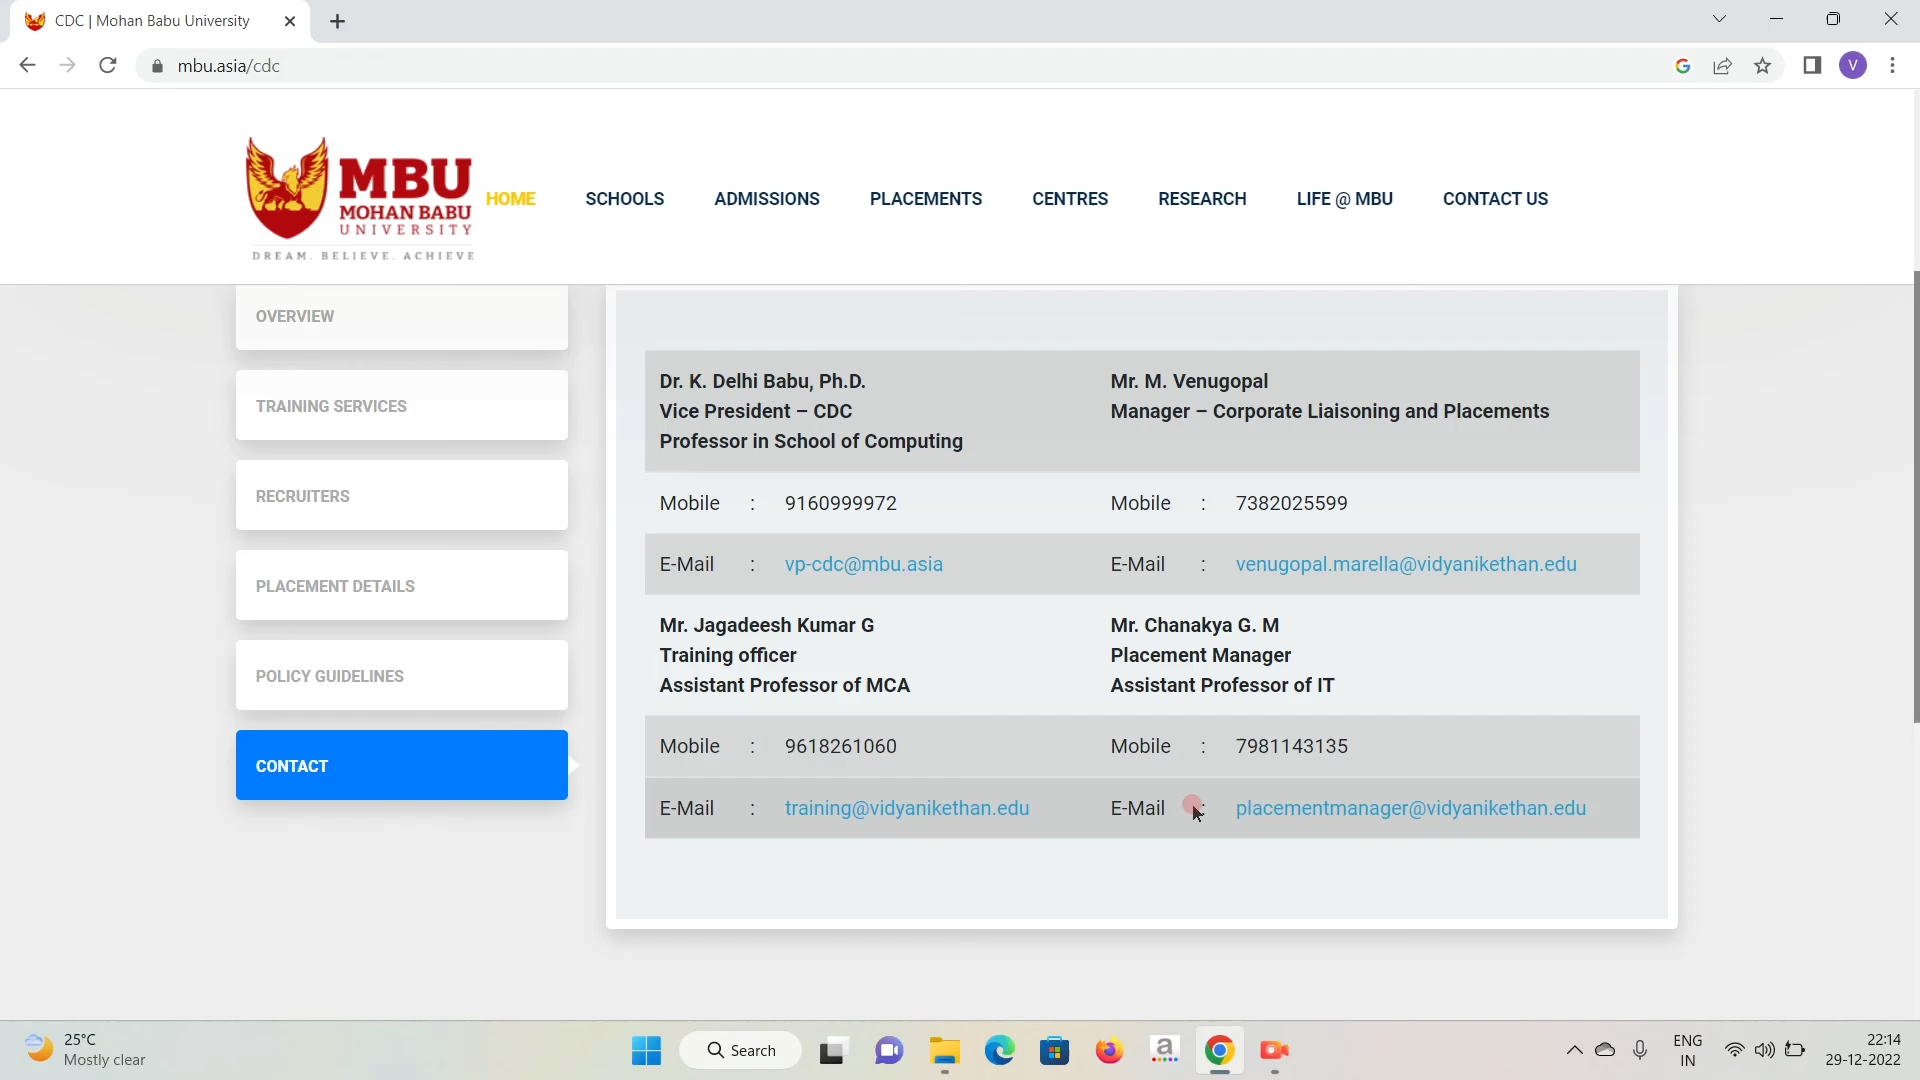 CDC | Mohan Babu University
mbu.asia/cdc
V
MBU
MOHAN BABU
UNIVERSITY
DREAM. BELIEVE. ACHIEVE
HOME SCHOOLS ADMISSIONS PLACEMENTS CENTRES RESEARCH LIFE @ MBU CONTACT US
OVERVIEW
TRAINING SERVICES
RECRUITERS
PLACEMENT DETAILS
POLICY GUIDELINES
CONTACT
Dr. K. Delhi Babu, Ph.D.
Vice President – CDC
Professor in School of Computing
Mr. M. Venugopal
Manager – Corporate Liaisoning and Placements
Mobile : 9160999972
Mobile : 7382025599
E-Mail : vp-cdc@mbu.asia
E-Mail : venugopal.marella@vidyanikethan.edu
Mr. Jagadeesh Kumar G
Training officer
Assistant Professor of MCA
Mr. Chanakya G. M
Placement Manager
Assistant Professor of IT
Mobile : 9618261060
Mobile : 7981143135
E-Mail : training@vidyanikethan.edu
E-Mail : placementmanager@vidyanikethan.edu
25°C
Mostly clear
Search
a
ENG
IN
22:14
29-12-2022